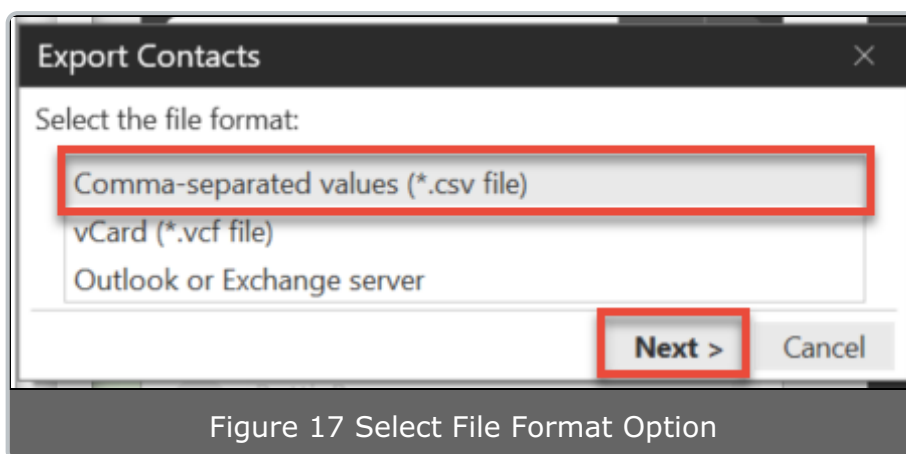 Export Contacts
Select the file format:
Comma-separated values (*.csv file)
vCard (*.vcf file)
Outlook or Exchange server
Next > Cancel
Figure 17 Select File Format Option